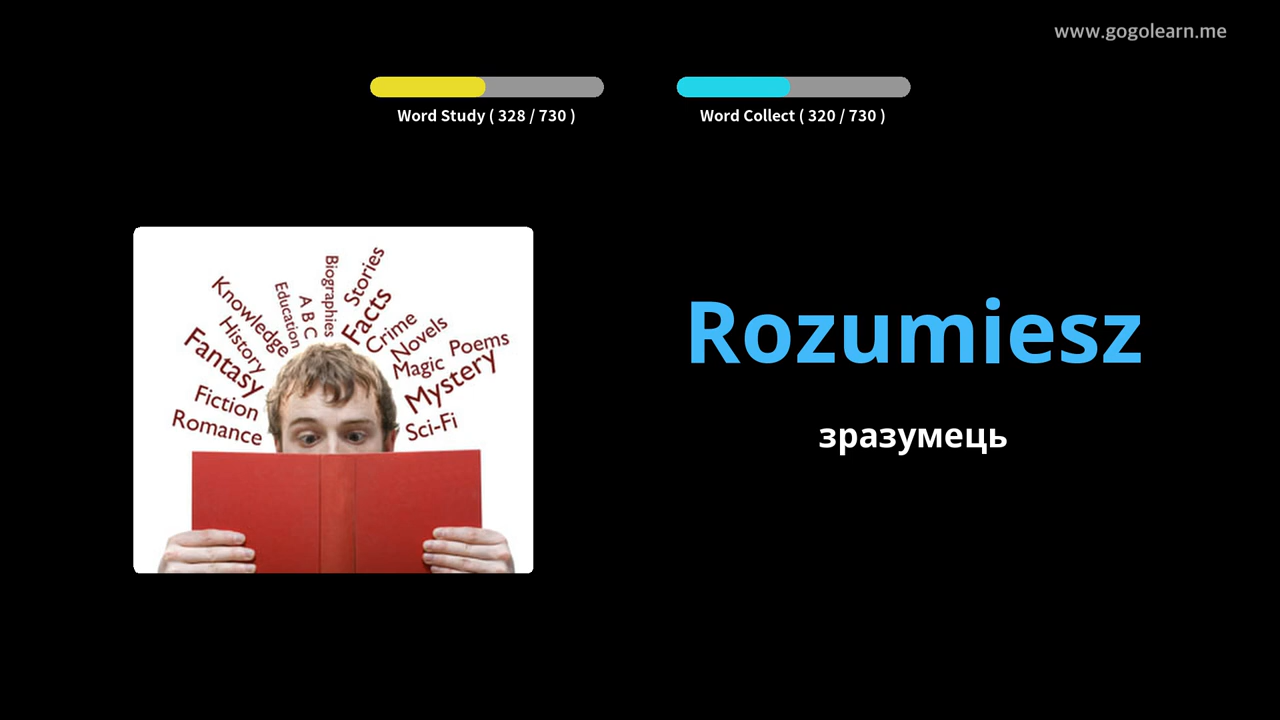 www.gogolearn.me
Word Study ( 328 / 730 )
Word Collect ( 320 / 730 )
Rozumiesz
зразумець
Biographies
Stories
Education
A B C
Facts
Knowledge
Crime
History
Novels
Poems
Fantasy
Magic
Mystery
Fiction
Romance
Sci-Fi